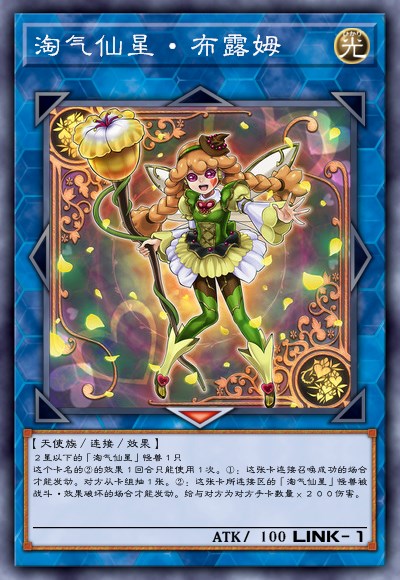 淘气仙星・布露姆
光
【天使族／连接／效果】
２星以下的「淘气仙星」怪兽１只
这个卡名的②的效果１回合只能使用１次。①：这张卡连接召唤成功的场合
才能发动。对方从卡组抽１张。②：这张卡所连接区的「淘气仙星」怪兽被
战斗・效果破坏的场合才能发动。给与对方为对方手卡数量×２００伤害。
ATK/ 100 LINK-1